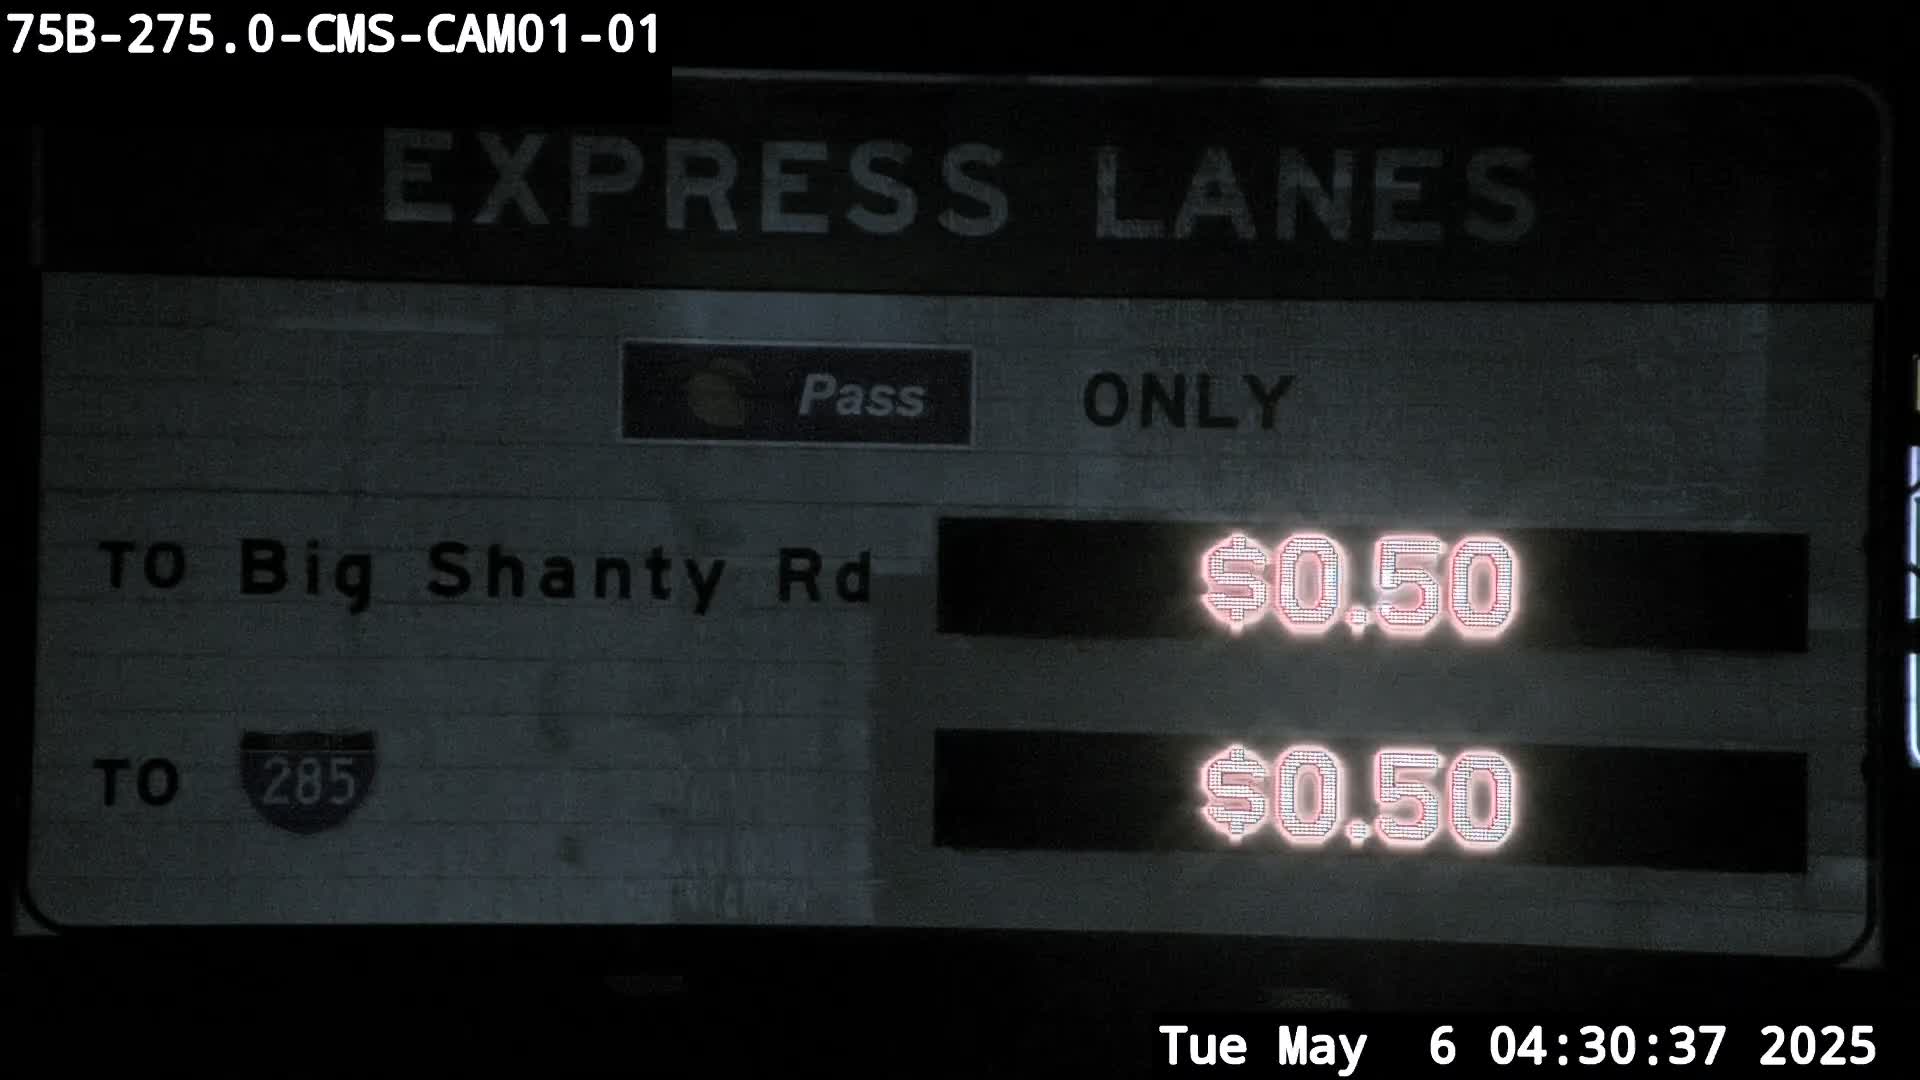 75B-275.0-CMS-CAM01-01
EXPRESS LANES
Pass ONLY
TO Big Shanty Rd $0.50
TO 285 $0.50
Tue May 6 04:30:37 2025